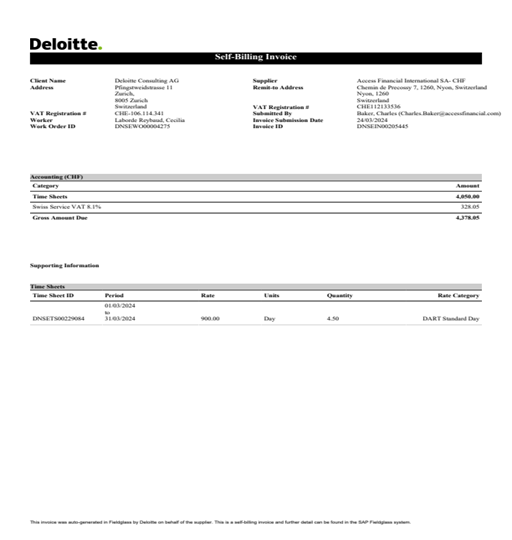 Deloitte.
Self-Billing Invoice
Client Name Deloitte Consulting AG Supplier Access Financial International SA- CHF
Address Pfingstweidstrasse 11 Remit-to Address Chemin de Precossy 7, 1260, Nyon, Switzerland
Zurich, Nyon, 1260
8005 Zurich Switzerland
Switzerland VAT Registration # CHE112133536
VAT Registration # CHE-106.114.341 Submitted By Baker, Charles (Charles.Baker@accessfinancial.com)
Worker Laborde Reybaud, Cecilia Invoice Submission Date 24/03/2024
Work Order ID DNSEWO00004275 Invoice ID DNSEIN00205445
Accounting (CHF)
Category Amount
Time Sheets 4,050.00
Swiss Service VAT 8.1% 328.05
Gross Amount Due 4,378.05
Supporting Information
Time Sheets
Time Sheet ID Period Rate Units Quantity Rate Category
01/03/2024
to
DNSETS00229084 31/03/2024 900.00 Day 4.50 DART Standard Day
This invoice was auto-generated in Fieldglass by Deloitte on behalf of the supplier. This is a self-billing invoice and further detail can be found in the SAP Fieldglass system.